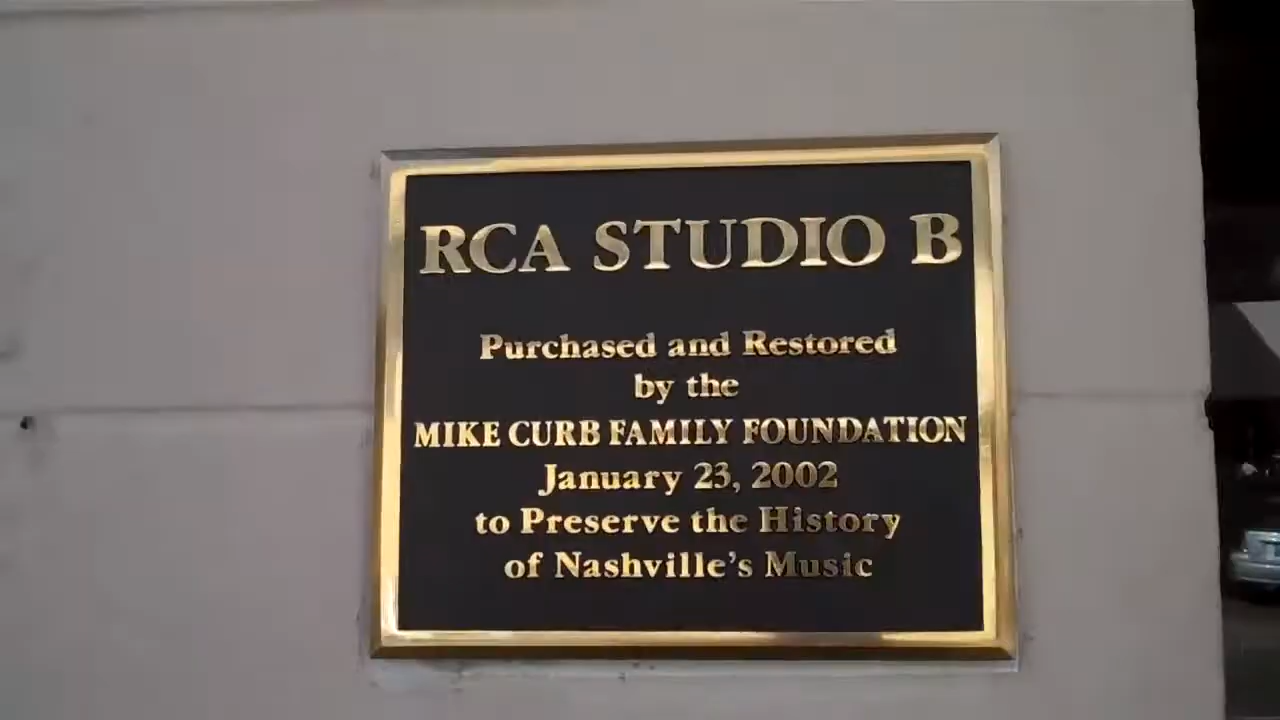 RCA STUDIO B
Purchased and Restored
by the
MIKE CURB FAMILY FOUNDATION
January 23, 2002
to Preserve the History
of Nashville's Music